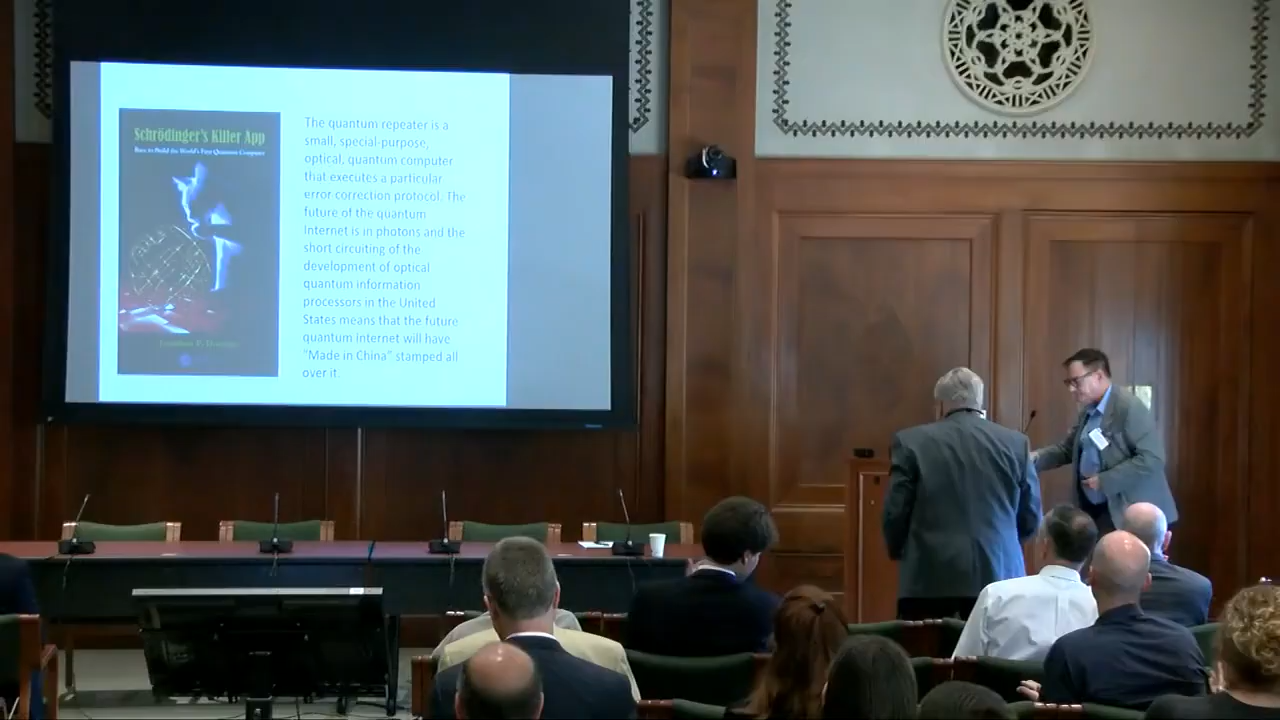 Schrödinger's Killer App
Race to Build the World's First Quantum Computer
The quantum repeater is a
small, special-purpose,
optical, quantum computer
that executes a particular
error correction protocol. The
future of the quantum
Internet is in photons and the
short circuiting of the
development of optical
quantum information
processors in the United
States means that the future
quantum internet will have
"Made in China" stamped all
over it.